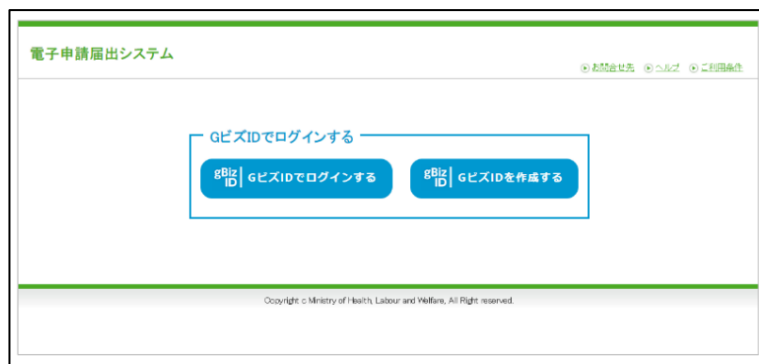 電子申請届出システム
お問合せ先 ヘルプ ご利用条件
GビズIDでログインする
gBiz ID GビズIDでログインする gBiz ID GビズIDを作成する
Copyright c Ministry of Health, Labour and Welfare, All Right reserved.